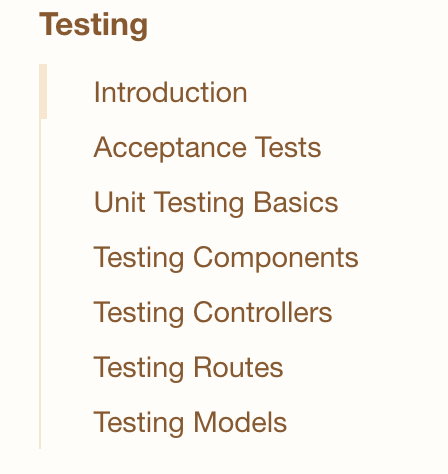 Testing
Introduction
Acceptance Tests
Unit Testing Basics
Testing Components
Testing Controllers
Testing Routes
Testing Models